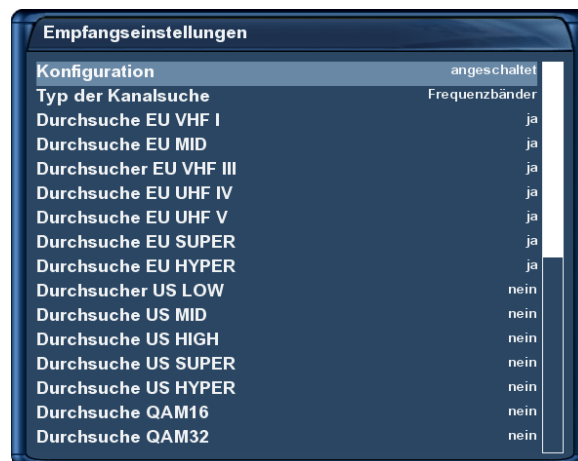 Empfangseinstellungen
Konfiguration angeschaltet
Typ der Kanalsuche Frequenzbänder
Durchsuche EU VHF I ja
Durchsuche EU MID ja
Durchsucher EU VHF III ja
Durchsuche EU UHF IV ja
Durchsuche EU UHF V ja
Durchsuche EU SUPER ja
Durchsuche EU HYPER ja
Durchsucher US LOW nein
Durchsuche US MID nein
Durchsuche US HIGH nein
Durchsuche US SUPER nein
Durchsuche US HYPER nein
Durchsuche QAM16 nein
Durchsuche QAM32 nein